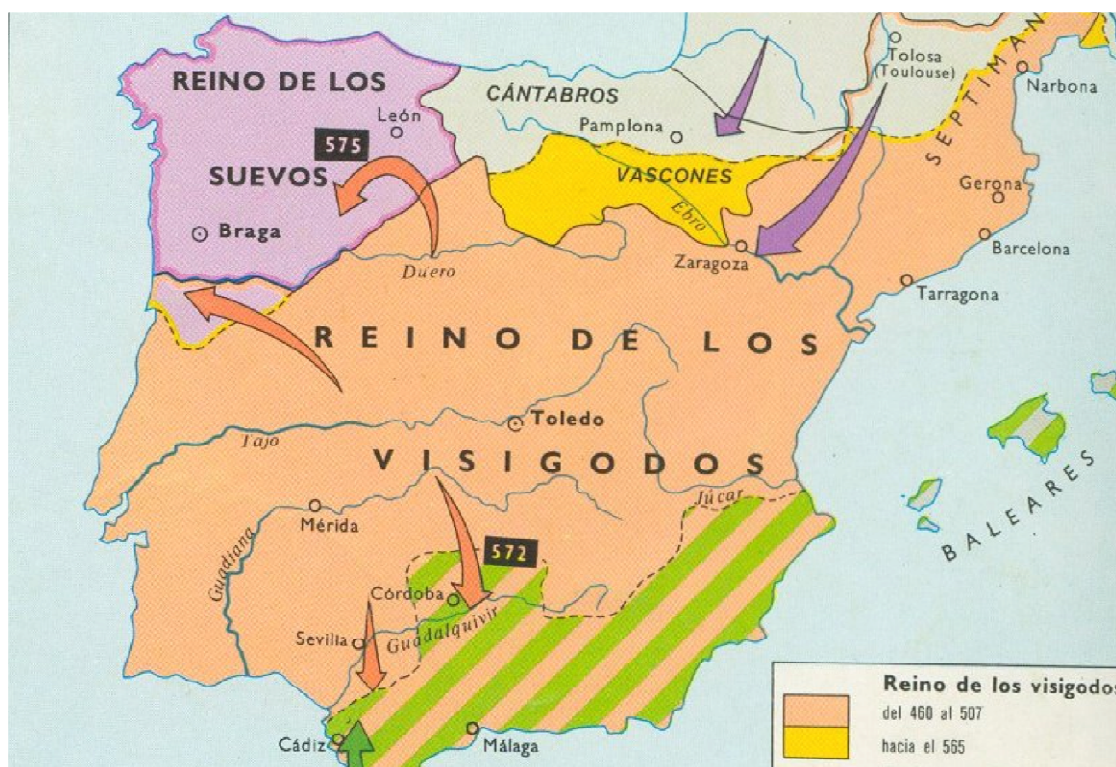 REINO DE LOS
SUEVOS
575
León
Braga
CÁNTABROS
Pamplona
VASCONES
Ebro
Zaragoza
Tolosa
(Toulouse)
SEPTIMAN
Narbona
Gerona
Barcelona
Tarragona
Duero
REINO DE LOS
VISIGODOS
Toledo
Tajo
Júcar
Mérida
Guadiana
572
Córdoba
Guadalquivir
Sevilla
Cádiz
Málaga
BALEARES
Reino de los visigodos
del 460 al 507
hacia el 565